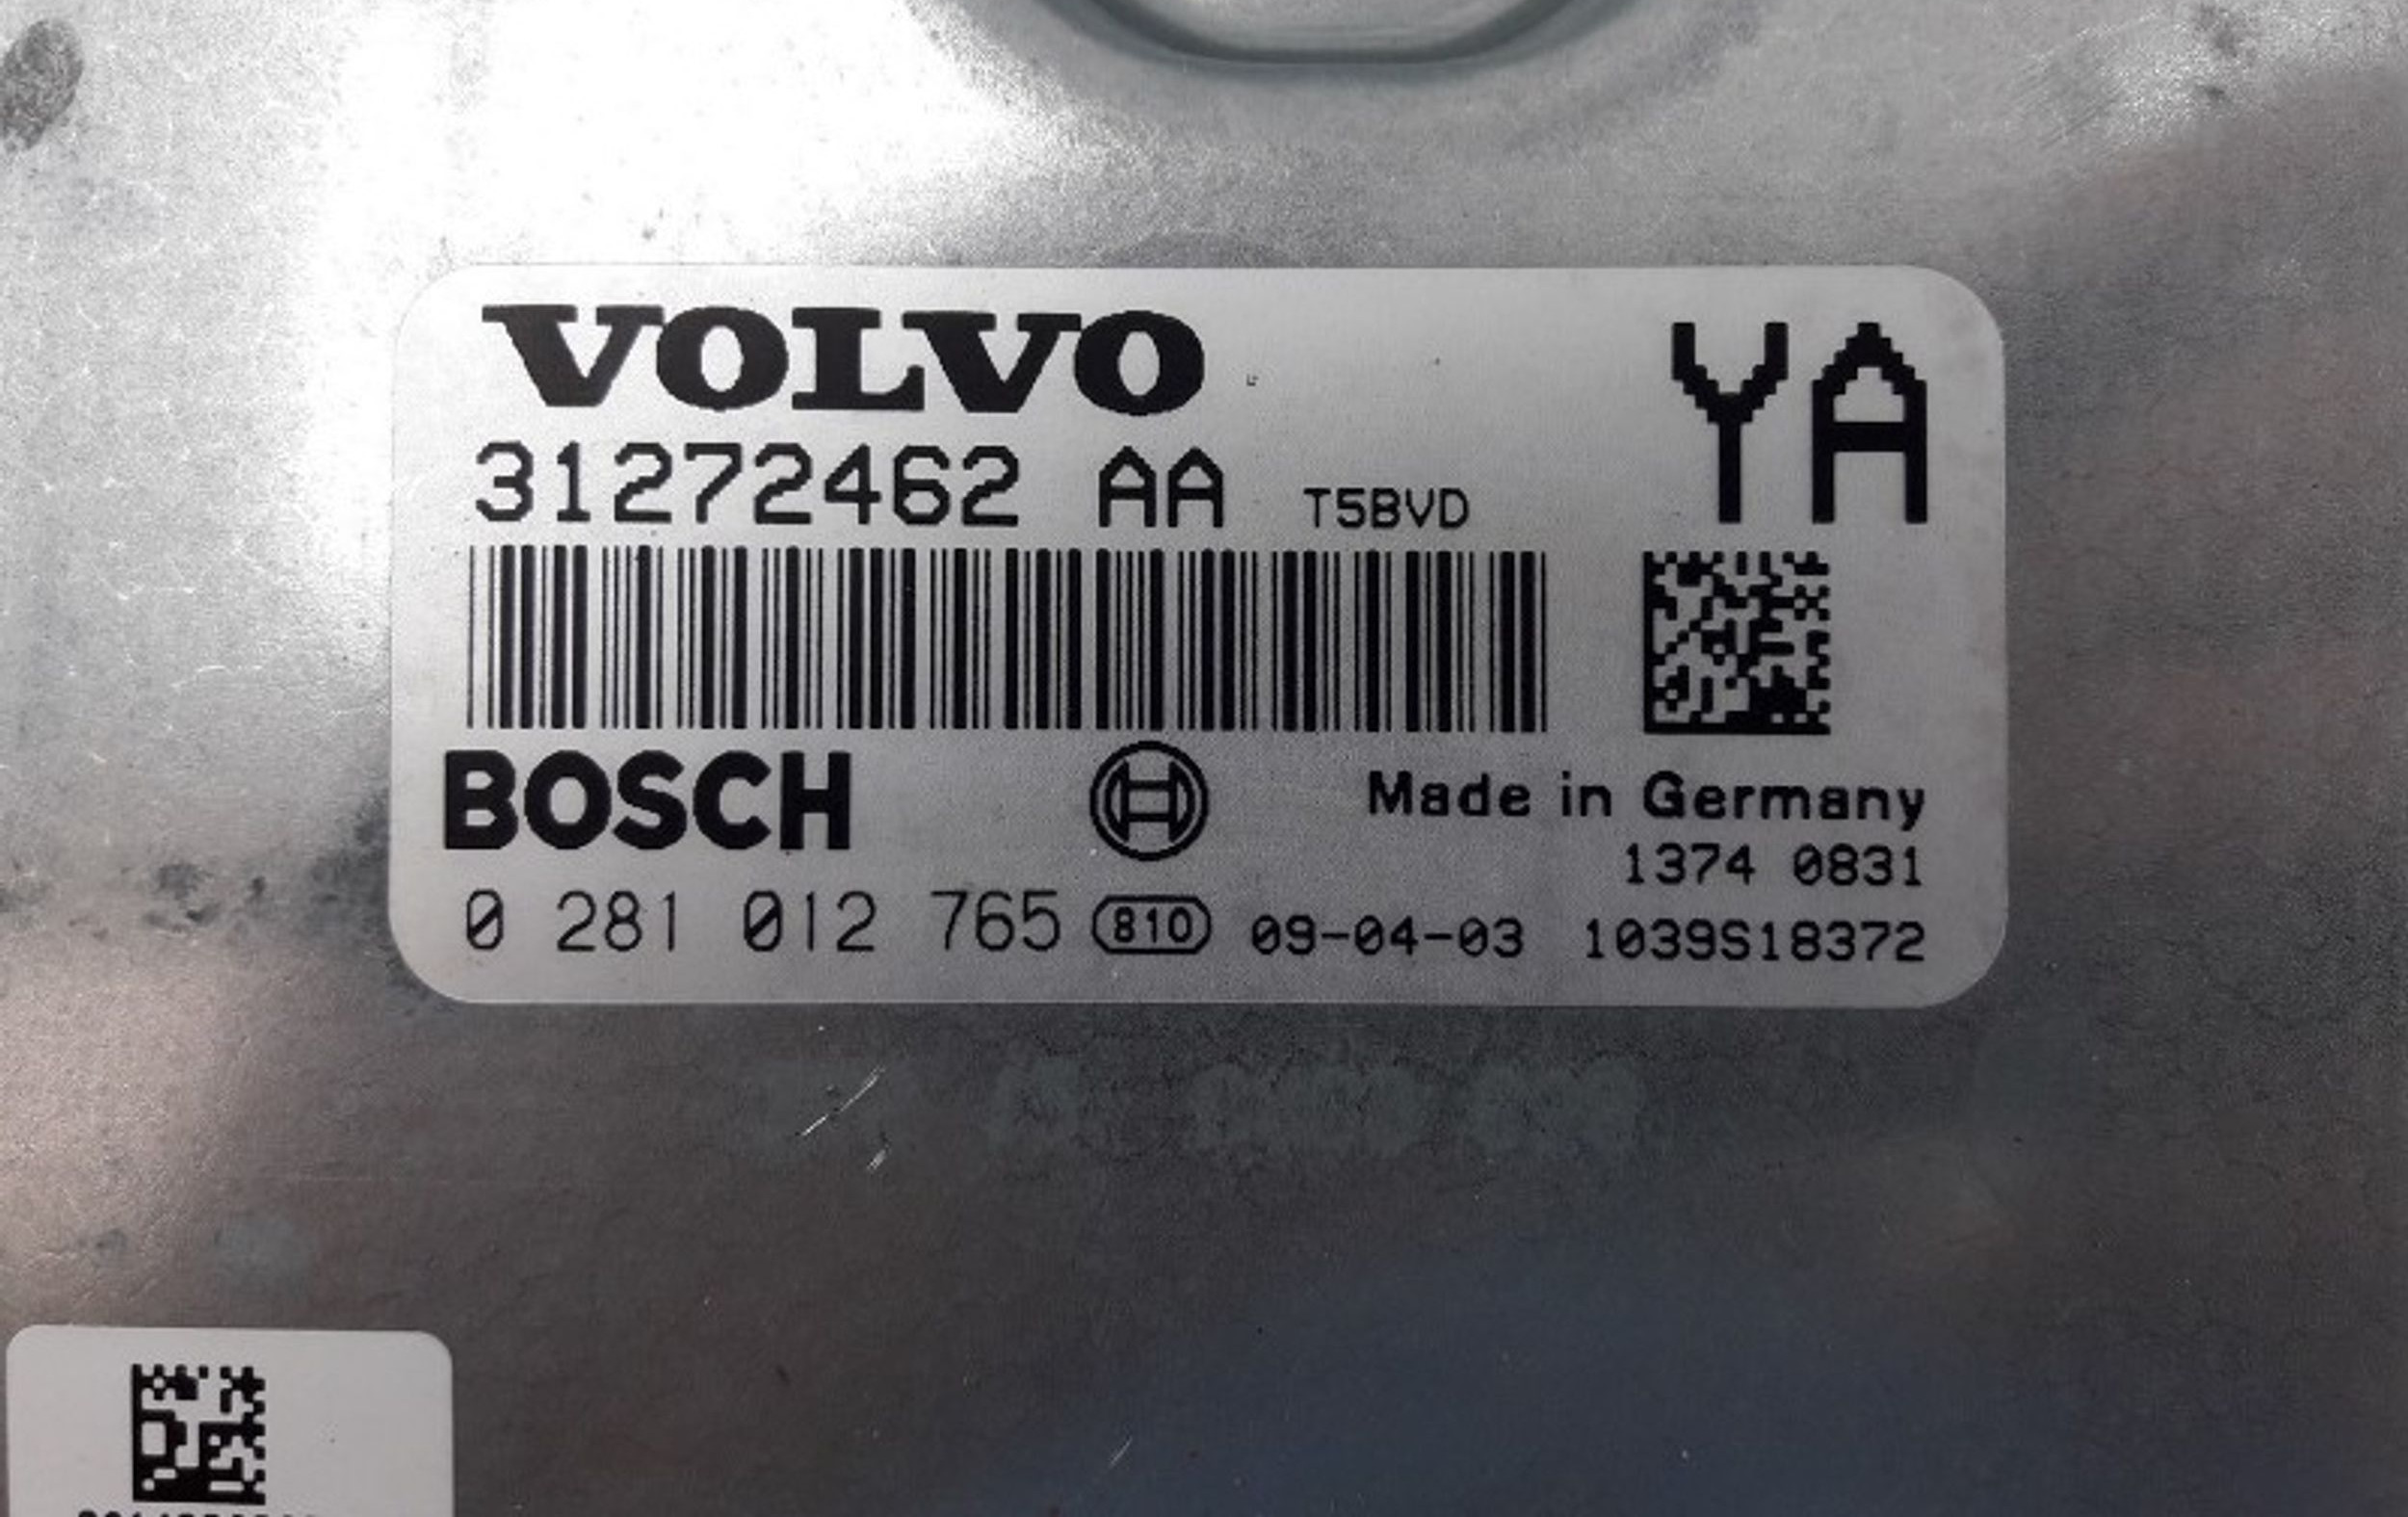 VOLVO
YA
31272462 AA T5BVD
BOSCH
Made in Germany
1374 0831
0 281 012 765 810 09-04-03 1039S18372